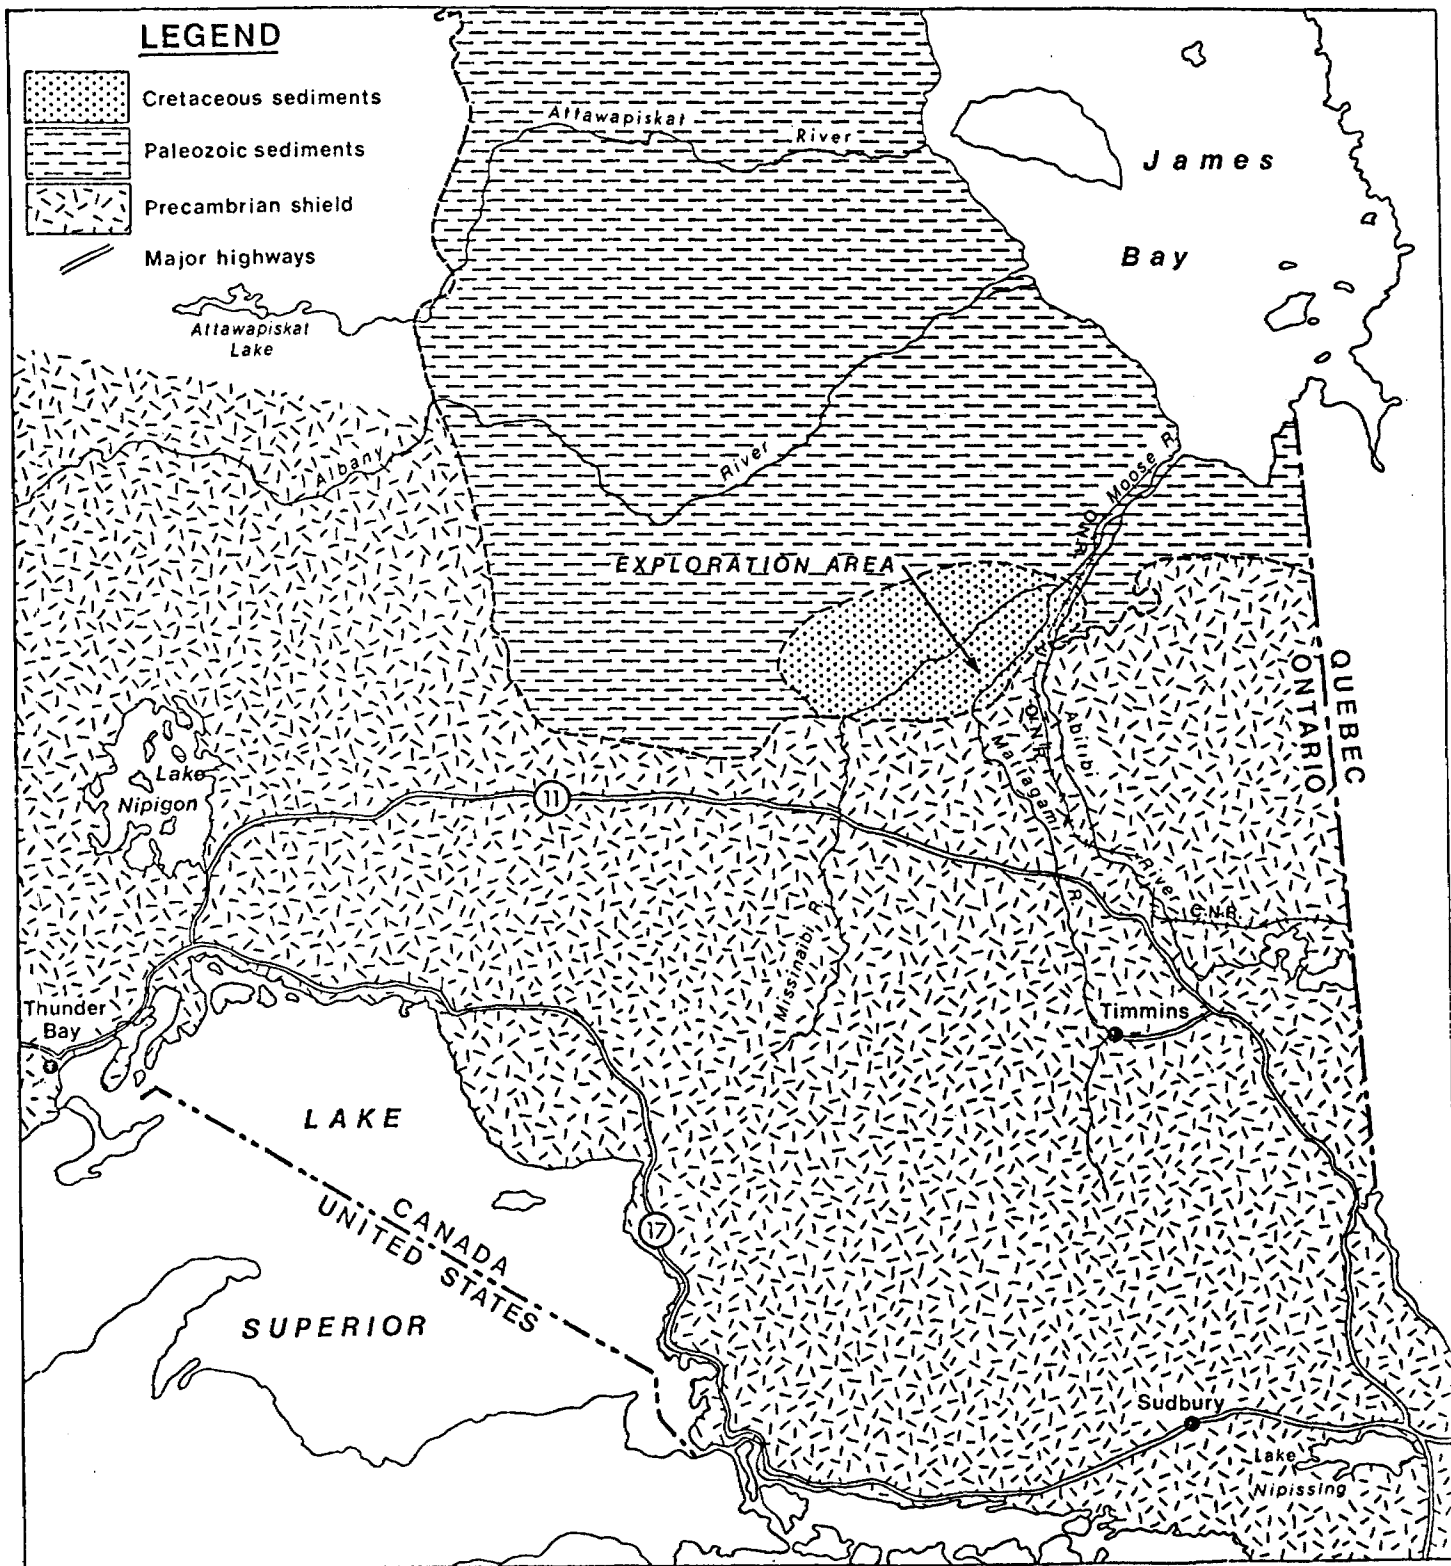 LEGEND
Cretaceous sediments
Paleozoic sediments
Precambrian shield
Major highways
Attawapiskat
River
James
Bay
Attawapiskat
Lake
Albany
River
Moose R.
O.N.R.
EXPLORATION AREA
QUEBEC
ONTARIO
O.N.R.
Abitibi
Mattagami
Lake
Nipigon
11
River
R.
C.N.R.
Missinaibi R.
Thunder
Bay
Timmins
LAKE
CANADA
UNITED STATES
17
SUPERIOR
Sudbury
Lake
Nipissing